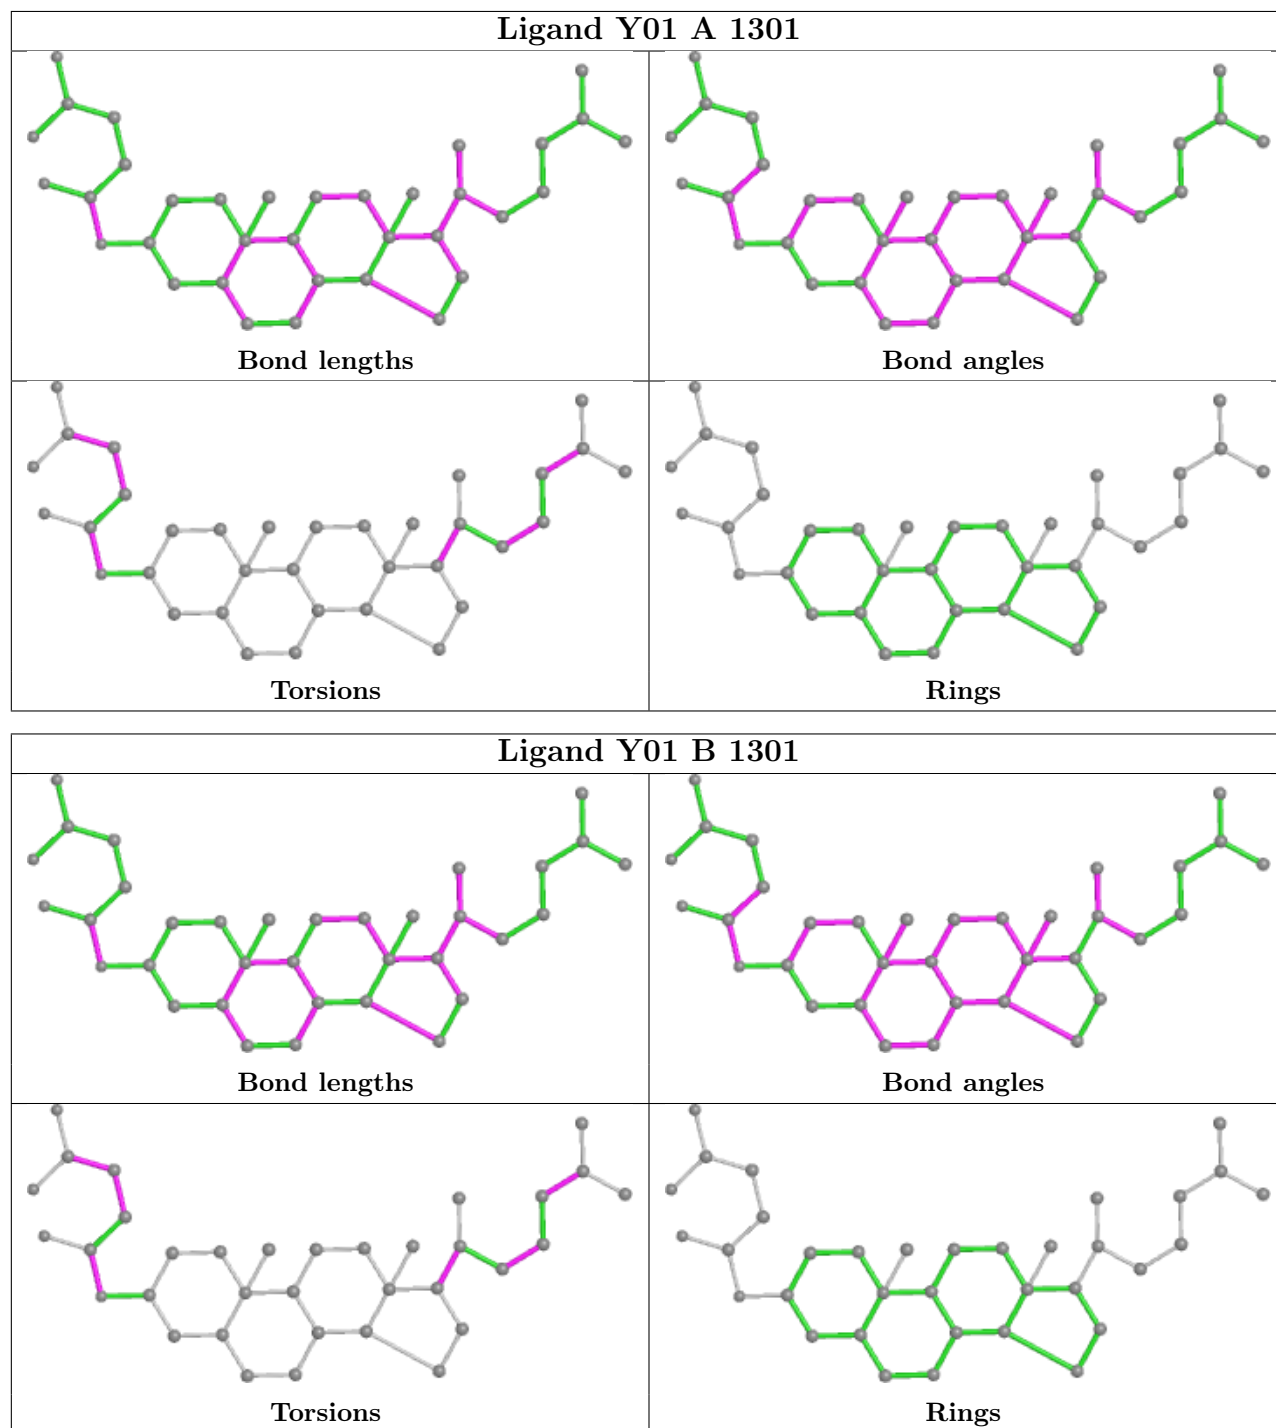 Ligand Y01 A 1301
Bond lengths
Bond angles
Torsions
Rings
Ligand Y01 B 1301
Bond lengths
Bond angles
Torsions
Rings